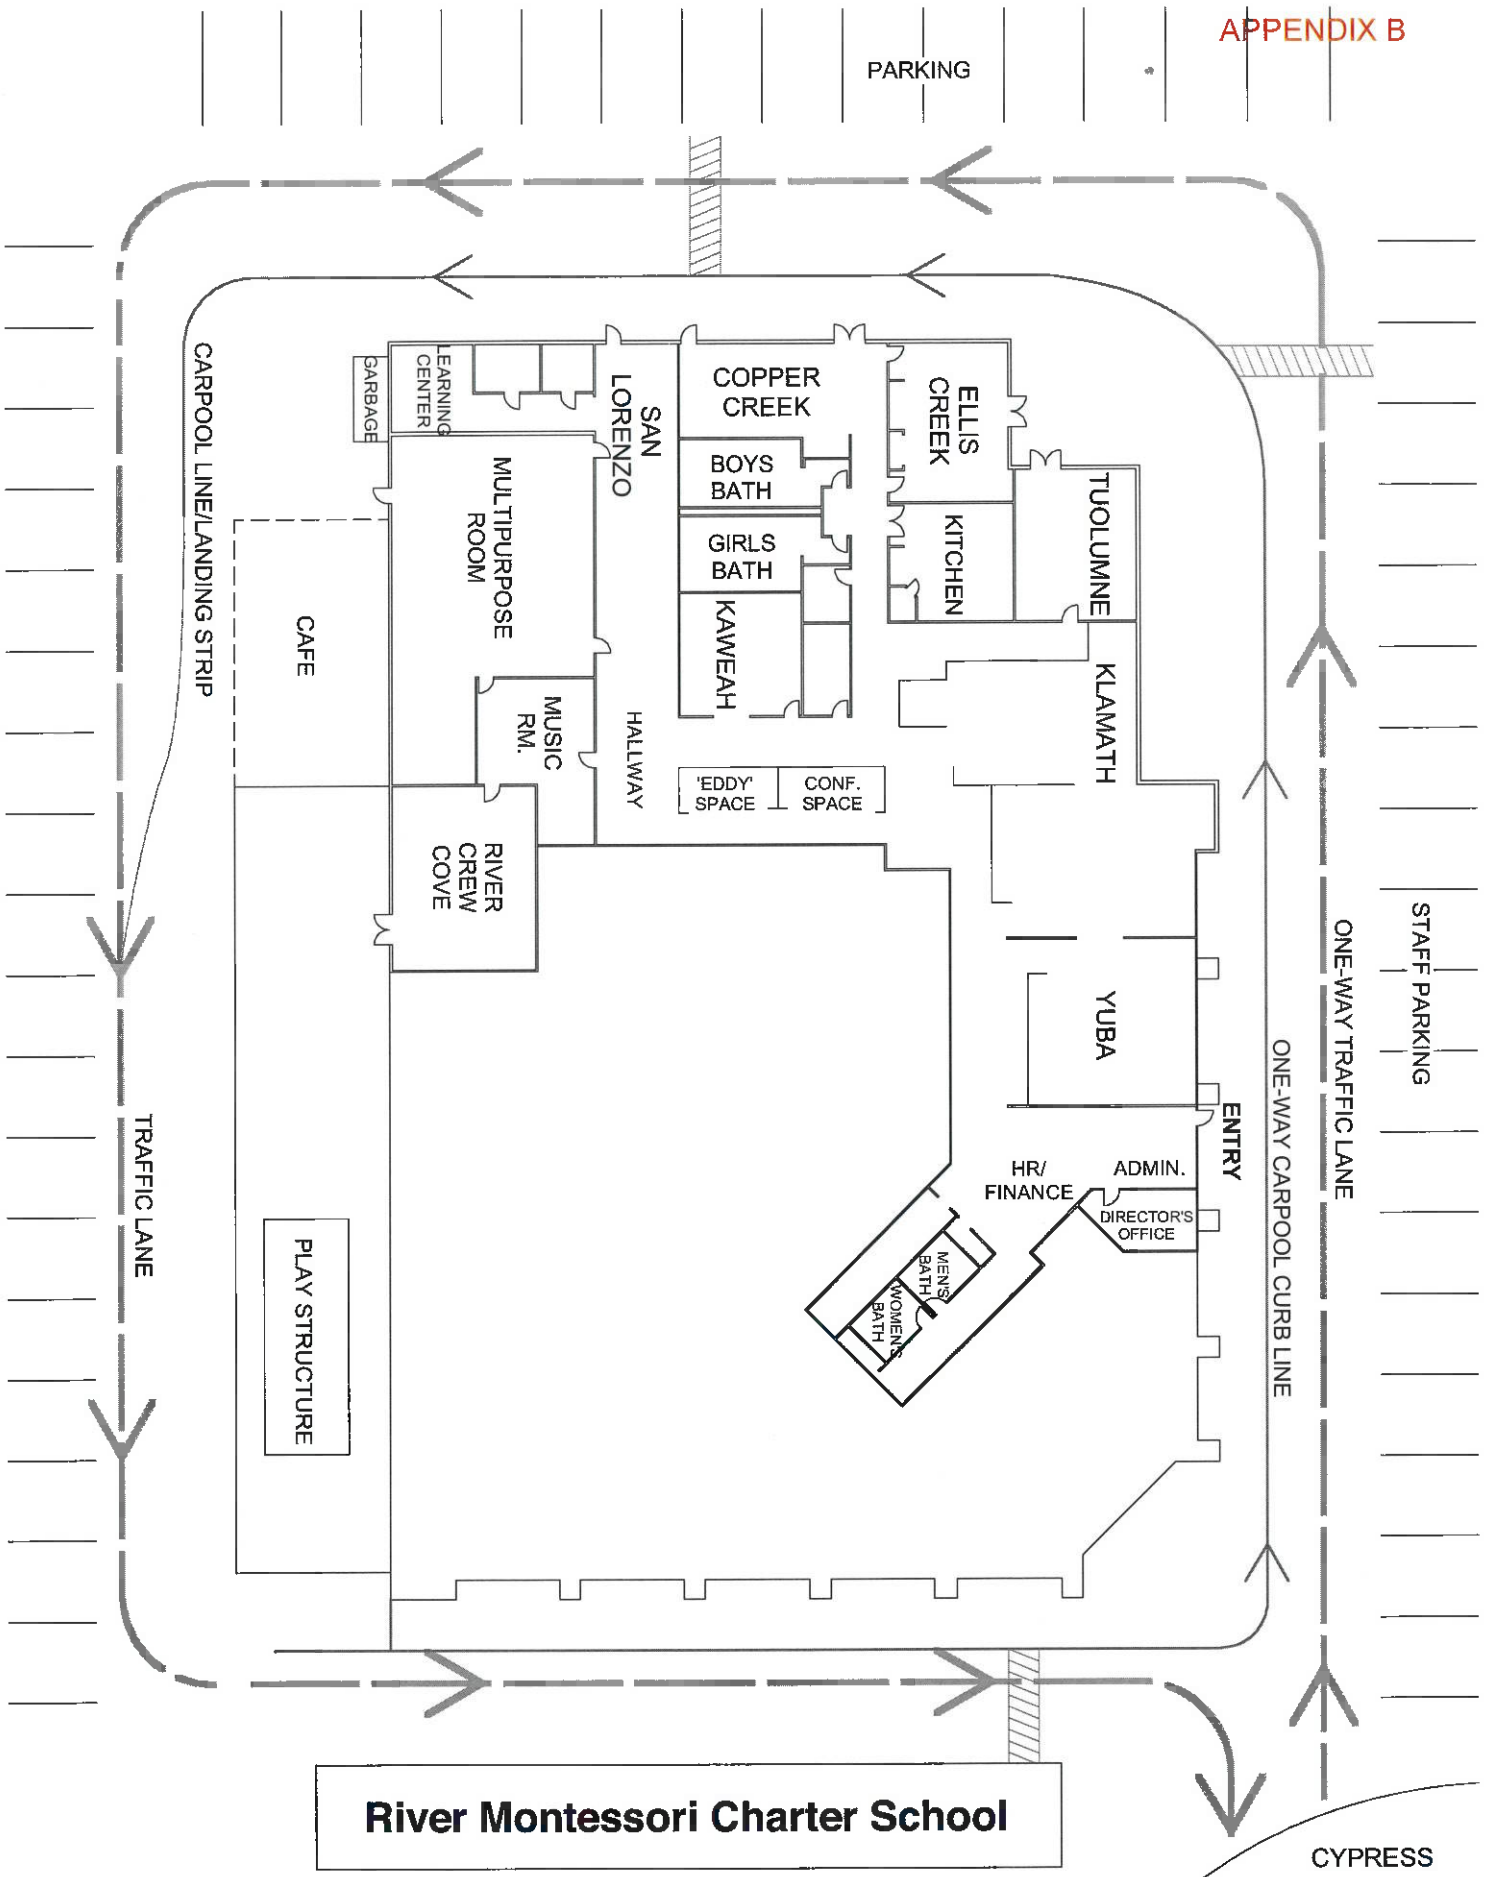 APPENDIX B
PARKING
CARPOOL LINE/LANDING STRIP
GARBAGE
LEARNING
CENTER
SAN
LORENZO
COPPER
CREEK
ELLIS
CREEK
BOYS
BATH
MULTIPURPOSE
ROOM
TUOLUMNE
KITCHEN
GIRLS
BATH
KAWEAH
CAFE
KLAMATH
MUSIC
RM.
HALLWAY
'EDDY'
SPACE
CONF.
SPACE
RIVER
CREW
COVE
STAFF PARKING
ONE-WAY TRAFFIC LANE
YUBA
ONE-WAY CARPOOL CURB LINE
ENTRY
TRAFFIC LANE
HR/
FINANCE
ADMIN.
DIRECTOR'S
OFFICE
MEN'S
BATH
WOMEN'S
BATH
PLAY STRUCTURE
River Montessori Charter School
CYPRESS